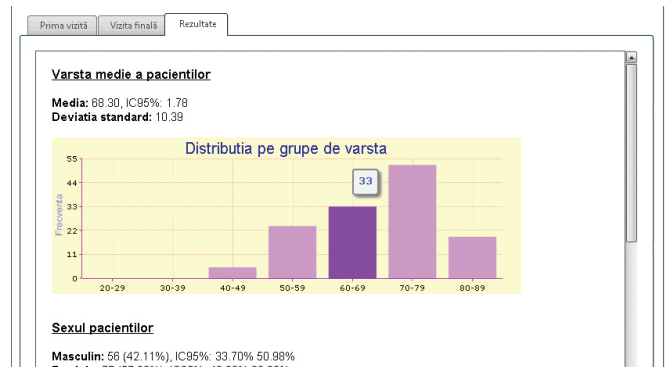 Prima vizită Vizita finală Rezultate
Varsta medie a pacientilor
Media: 68.30, IC95%: 1.78
Deviatia standard: 10.39
Distributia pe grupe de varsta
Frecventa
55
44
33
33
22
11
0
20-29 30-39 40-49 50-59 60-69 70-79 80-89
Sexul pacientilor
Masculin: 56 (42.11%), IC95%: 33.70% 50.98%